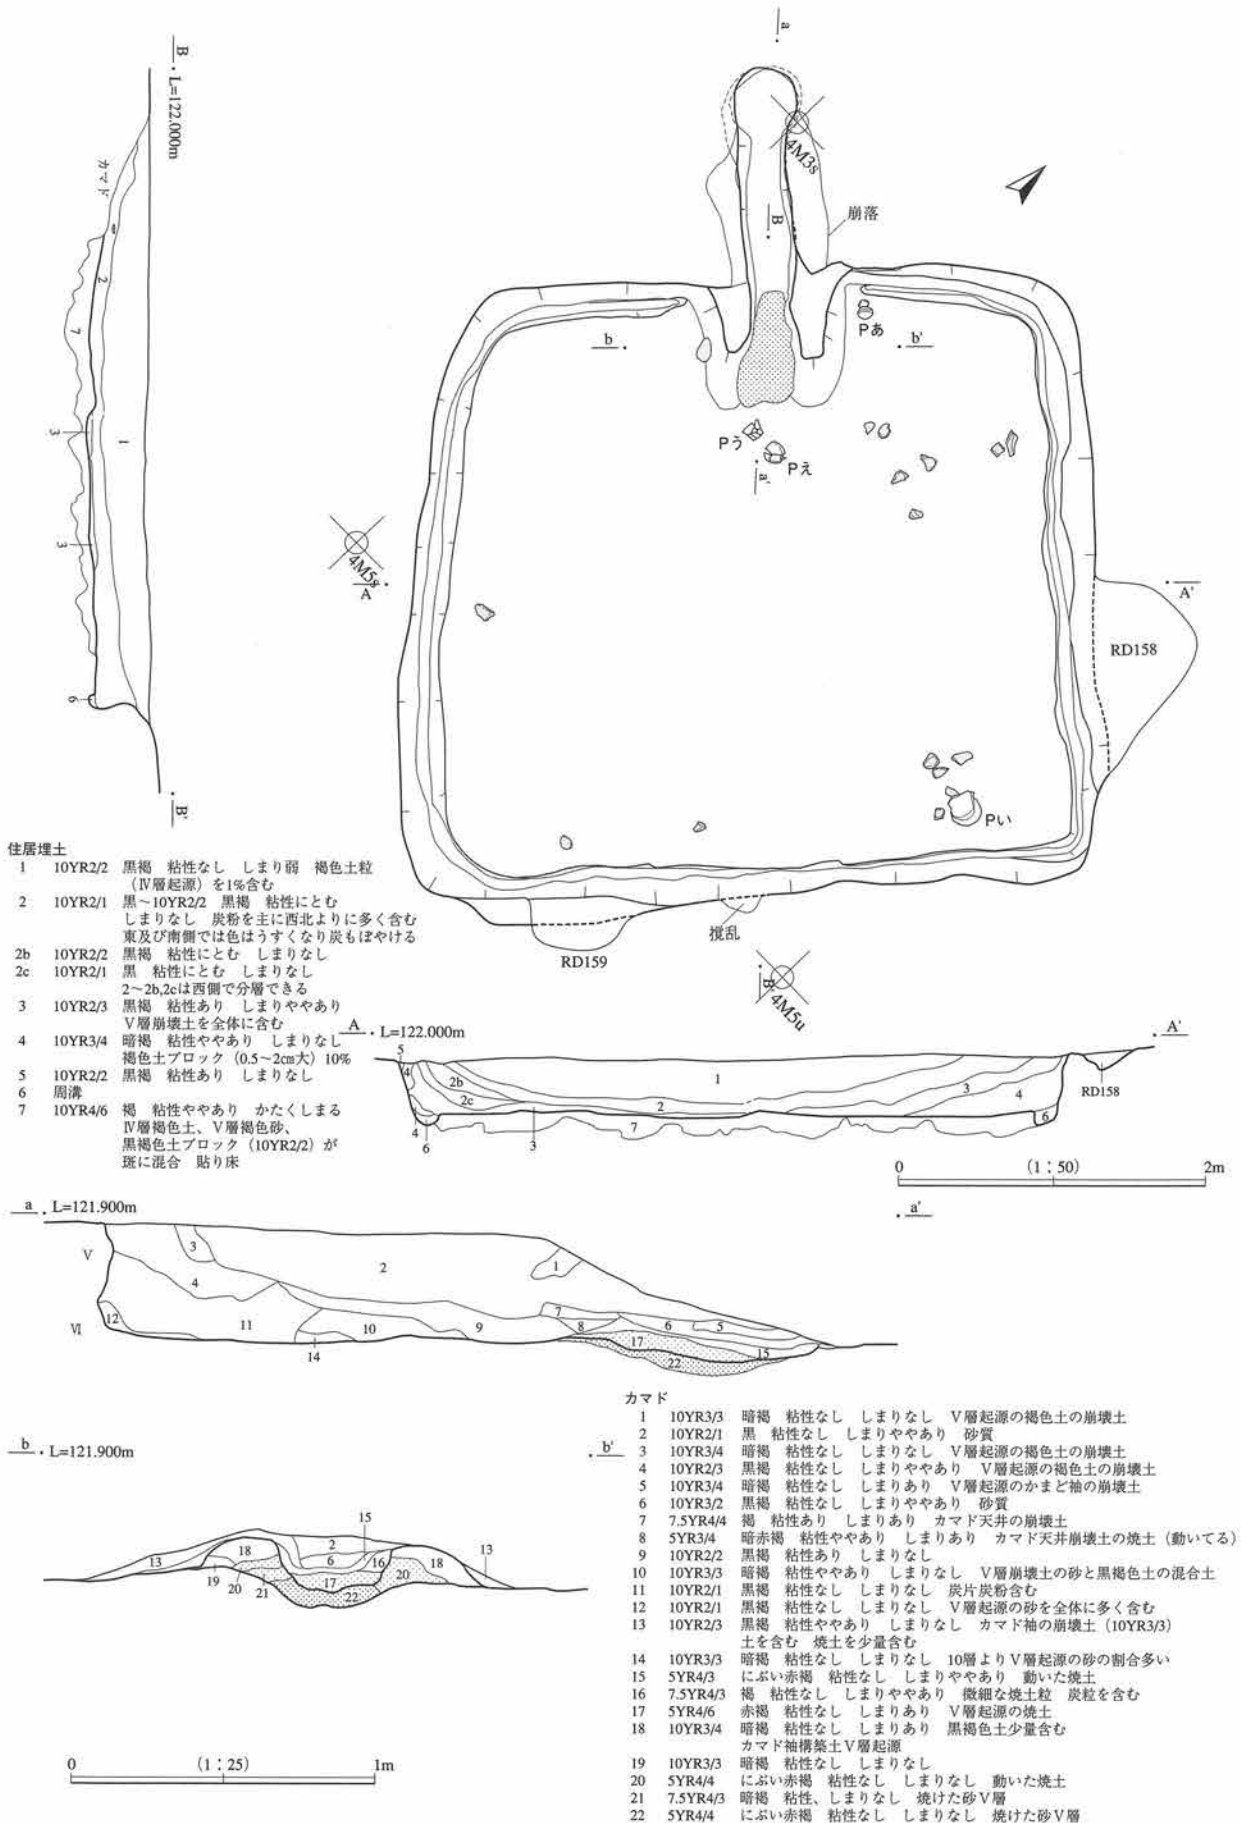 a
B
L=122.000m
カマド
2
7
1
3
3
6
B'
4M3s
B
崩落
Pあ
b
b'
Pう
Pえ
a'
4M5s
A
A'
RD158
Pい
RD159
撹乱
B'
4M5u
住居埋土
1 10YR2/2 黒褐 粘性なし しまり弱 褐色土粒
(Ⅳ層起源)を1%含む
2 10YR2/1 黒～10YR2/2 黒褐 粘性にとむ
しまりなし 炭粉を主に西北よりに多く含む
東及び南側では色はうすくなり炭もぼやける
2b 10YR2/2 黒褐 粘性にとむ しまりなし
2c 10YR2/1 黒 粘性にとむ しまりなし
2～2b,2cは西側で分層できる
3 10YR2/3 黒褐 粘性あり しまりややあり
Ⅴ層崩壊土を全体に含む
4 10YR3/4 暗褐 粘性ややあり しまりなし
褐色土ブロック(0.5～2㎝大)10%
5 10YR2/2 黒褐 粘性あり しまりなし
6 周溝
7 10YR4/6 褐 粘性ややあり かたくしまる
Ⅳ層褐色土、Ⅴ層褐色砂、
黒褐色土ブロック(10YR2/2)が
斑に混合 貼り床
A L=122.000m
A'
5
4
2b
2c
1
2
3
4
RD158
4
6
3
7
6
0 (1：50) 2m
a L=121.900m
a'
Ⅴ
Ⅵ
3
4
2
1
12
11
14
10
9
7
8
6
5
17
15
22
b L=121.900m
b'
15
13
18
2
6
16
18
13
19
20
21
17
22
20
0 (1：25) 1m
カマド
1 10YR3/3 暗褐 粘性なし しまりなし Ⅴ層起源の褐色土の崩壊土
2 10YR2/1 黒 粘性なし しまりややあり 砂質
3 10YR3/4 暗褐 粘性なし しまりなし Ⅴ層起源の褐色土の崩壊土
4 10YR2/3 黒褐 粘性なし しまりややあり Ⅴ層起源の褐色土の崩壊土
5 10YR3/4 暗褐 粘性なし しまりあり Ⅴ層起源のかまど袖の崩壊土
6 10YR3/2 黒褐 粘性なし しまりややあり 砂質
7 7.5YR4/4 褐 粘性あり しまりあり カマド天井の崩壊土
8 5YR3/4 暗赤褐 粘性ややあり しまりあり カマド天井崩壊土の焼土(動いてる)
9 10YR2/2 黒褐 粘性あり しまりなし
10 10YR3/3 暗褐 粘性ややあり しまりなし Ⅴ層崩壊土の砂と黒褐色土の混合土
11 10YR2/1 黒褐 粘性なし しまりなし 炭片炭粉含む
12 10YR2/1 黒褐 粘性なし しまりなし Ⅴ層起源の砂を全体に多く含む
13 10YR2/3 黒褐 粘性ややあり しまりなし カマド袖の崩壊土(10YR3/3)
土を含む 焼土を少量含む
14 10YR3/3 暗褐 粘性なし しまりなし 10層よりⅤ層起源の砂の割合多い
15 5YR4/3 にぶい赤褐 粘性なし しまりややあり 動いた焼土
16 7.5YR4/3 褐 粘性なし しまりややあり 微細な焼土粒 炭粒を含む
17 5YR4/6 赤褐 粘性なし しまりあり Ⅴ層起源の焼土
18 10YR3/4 暗褐 粘性なし しまりあり 黒褐色土少量含む
カマド袖構築土Ⅴ層起源
19 10YR3/3 暗褐 粘性なし しまりなし
20 5YR4/4 にぶい赤褐 粘性なし しまりなし 動いた焼土
21 7.5YR4/3 暗褐 粘性、しまりなし 焼けた砂Ⅴ層
22 5YR4/4 にぶい赤褐 粘性なし しまりなし 焼けた砂Ⅴ層